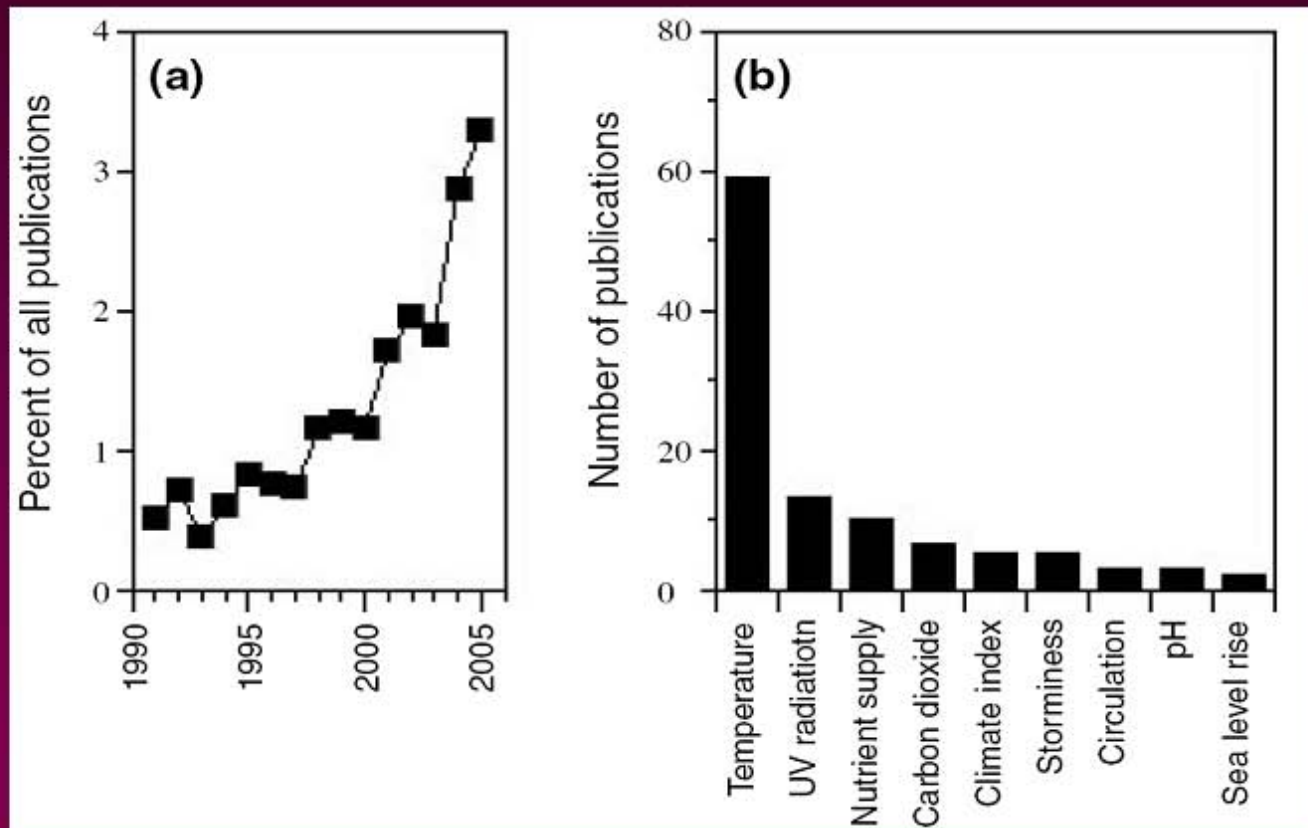 (a)
Percent of all publications
4
3
2
1
0
1990
1995
2000
2005
(b)
Number of publications
80
60
40
20
0
Temperature
UV radiatiotn
Nutrient supply
Carbon dioxide
Climate index
Storminess
Circulation
pH
Sea level rise